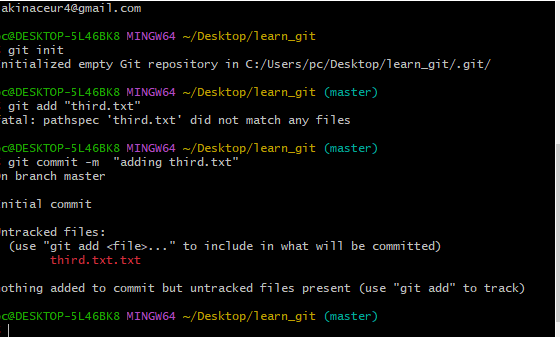 akinaceur4@gmail.com
c@DESKTOP-5L46BK8 MINGW64 ~/Desktop/learn_git
git init
nitialized empty Git repository in C:/Users/pc/Desktop/learn_git/.git/
c@DESKTOP-5L46BK8 MINGW64 ~/Desktop/learn_git (master)
git add "third.txt"
atal: pathspec 'third.txt' did not match any files
c@DESKTOP-5L46BK8 MINGW64 ~/Desktop/learn_git (master)
git commit -m  "adding third.txt"
n branch master
nitial commit
ntracked files:
(use "git add <file>..." to include in what will be committed)
third.txt.txt
othing added to commit but untracked files present (use "git add" to track)
c@DESKTOP-5L46BK8 MINGW64 ~/Desktop/learn_git (master)